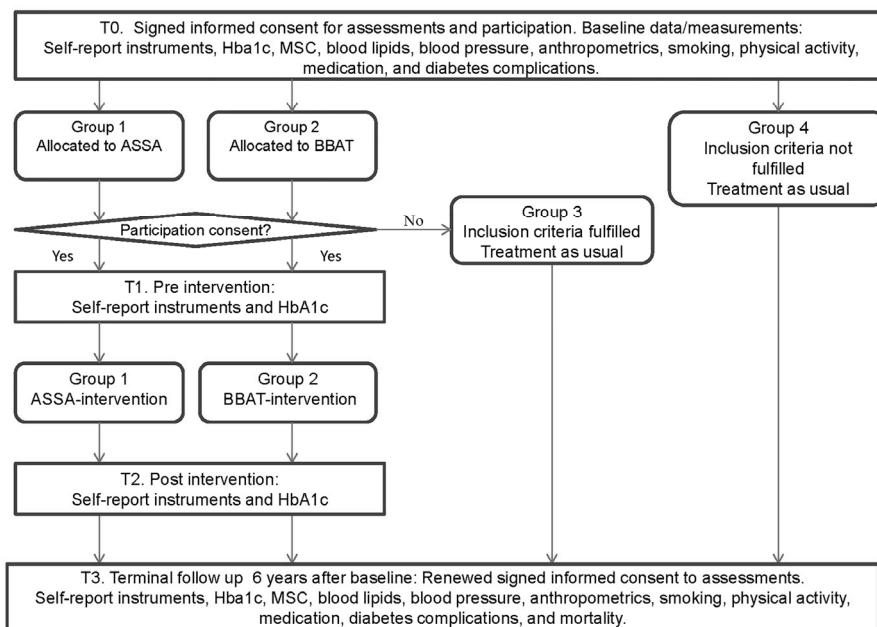 T0. Signed informed consent for assessments and participation. Baseline data/measurements:
Self-report instruments, Hba1c, MSC, blood lipids, blood pressure, anthropometrics, smoking, physical activity,
medication, and diabetes complications.
Group 1
Allocated to ASSA
Group 2
Allocated to BBAT
Group 4
Inclusion criteria not
fulfilled
Treatment as usual
Participation consent?
No
Group 3
Inclusion criteria fulfilled
Treatment as usual
Yes
Yes
T1. Pre intervention:
Self-report instruments and HbA1c
Group 1
ASSA-intervention
Group 2
BBAT-intervention
T2. Post intervention:
Self-report instruments and HbA1c
T3. Terminal follow up 6 years after baseline: Renewed signed informed consent to assessments.
Self-report instruments, Hba1c, MSC, blood lipids, blood pressure, anthropometrics, smoking, physical activity,
medication, diabetes complications, and mortality.